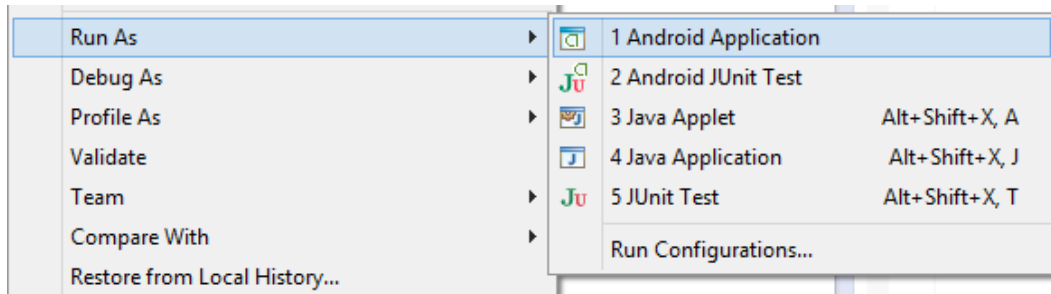 Run As
Debug As
Profile As
Validate
Team
Compare With
Restore from Local History...
1 Android Application
2 Android JUnit Test
3 Java Applet Alt+Shift+X, A
4 Java Application Alt+Shift+X, J
5 JUnit Test Alt+Shift+X, T
Run Configurations...